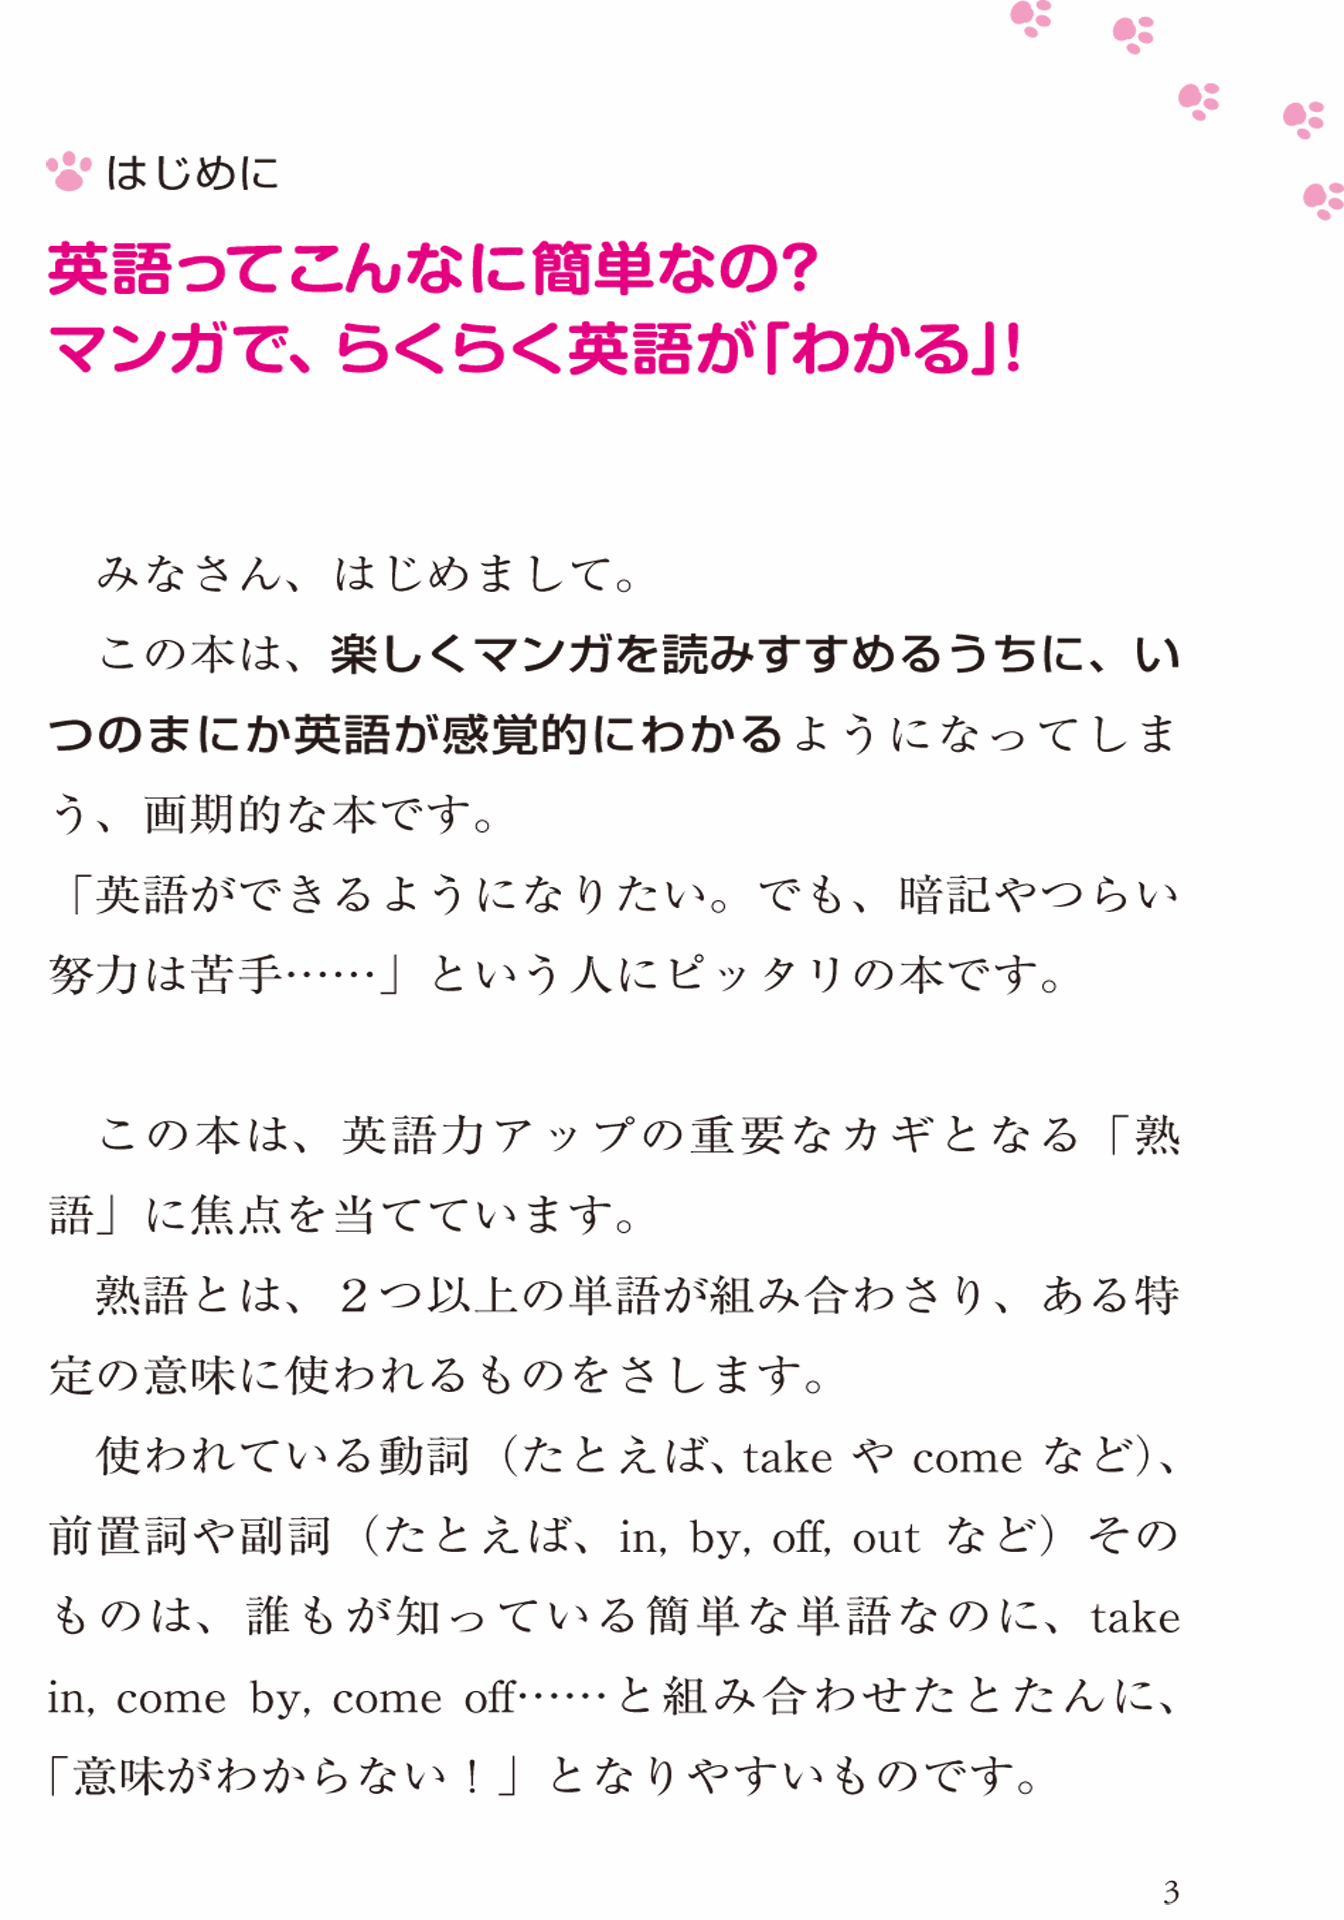 はじめに
英語ってこんなに簡単なの?
マンガで、らくらく英語が「わかる」!
みなさん、はじめまして。
この本は、楽しくマンガを読みすすめるうちに、い
つのまにか英語が感覚的にわかるようになってしま
う、画期的な本です。
「英語ができるようになりたい。でも、暗記やつらい
努力は苦手……」という人にピッタリの本です。
この本は、英語力アップの重要なカギとなる「熟
語」に焦点を当てています。
熟語とは、２つ以上の単語が組み合わさり、ある特
定の意味に使われるものをさします。
使われている動詞（たとえば、take や come など）、
前置詞や副詞（たとえば、in, by, off, out など）その
ものは、誰もが知っている簡単な単語なのに、take
in, come by, come off……と組み合わせたとたんに、
「意味がわからない！」となりやすいものです。
3